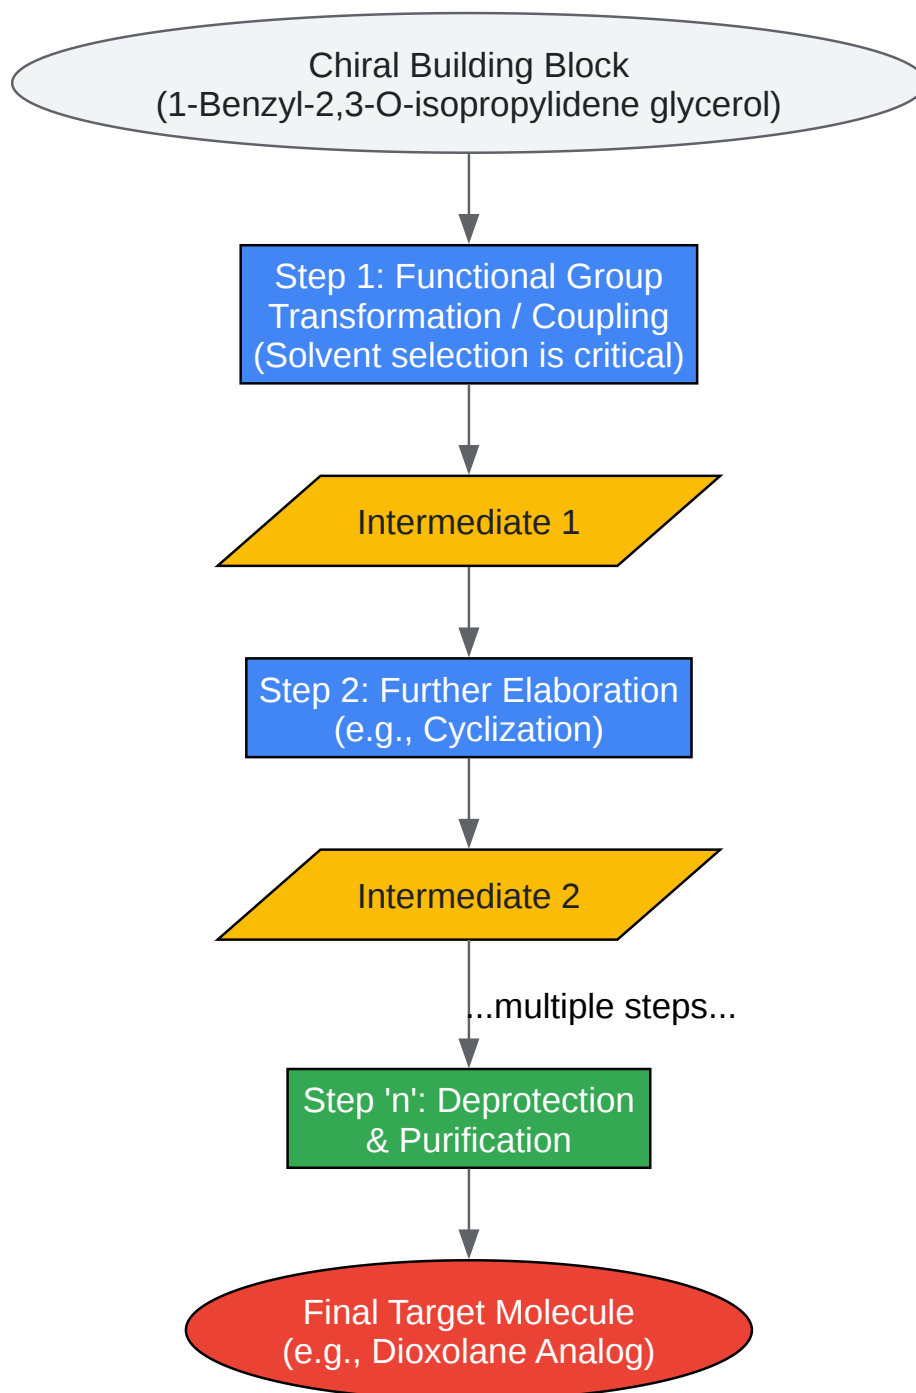 Chiral Building Block
(1-Benzyl-2,3-O-isopropylidene glycerol)
Step 1: Functional Group
Transformation / Coupling
(Solvent selection is critical)
Intermediate 1
Step 2: Further Elaboration
(e.g., Cyclization)
Intermediate 2
...multiple steps...
Step 'n': Deprotection
& Purification
Final Target Molecule
(e.g., Dioxolane Analog)